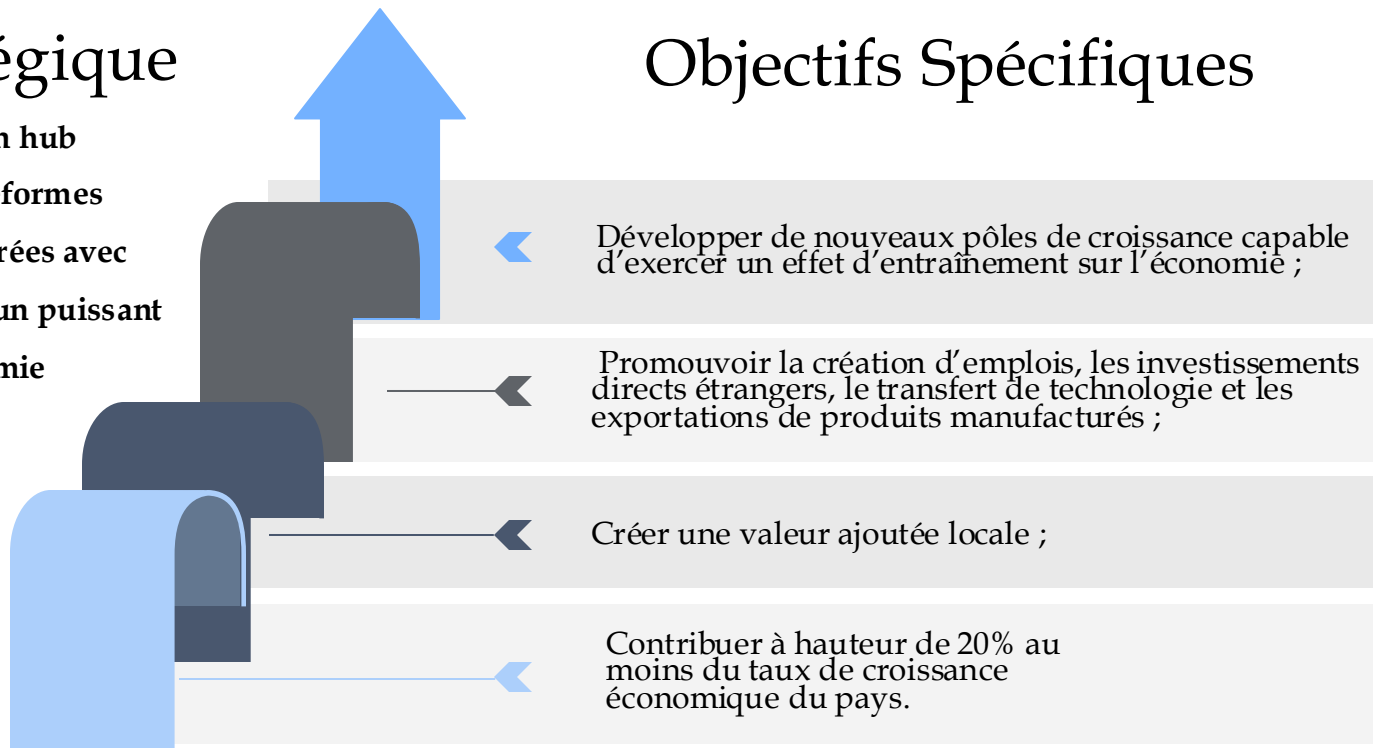 égique
hub
formes
rées avec
un puissant
mie
Objectifs Spécifiques
Développer de nouveaux pôles de croissance capable
d’exercer un effet d’entraînement sur l’économie ;
Promouvoir la création d’emplois, les investissements
directs étrangers, le transfert de technologie et les
exportations de produits manufacturés ;
Créer une valeur ajoutée locale ;
Contribuer à hauteur de 20% au
moins du taux de croissance
économique du pays.